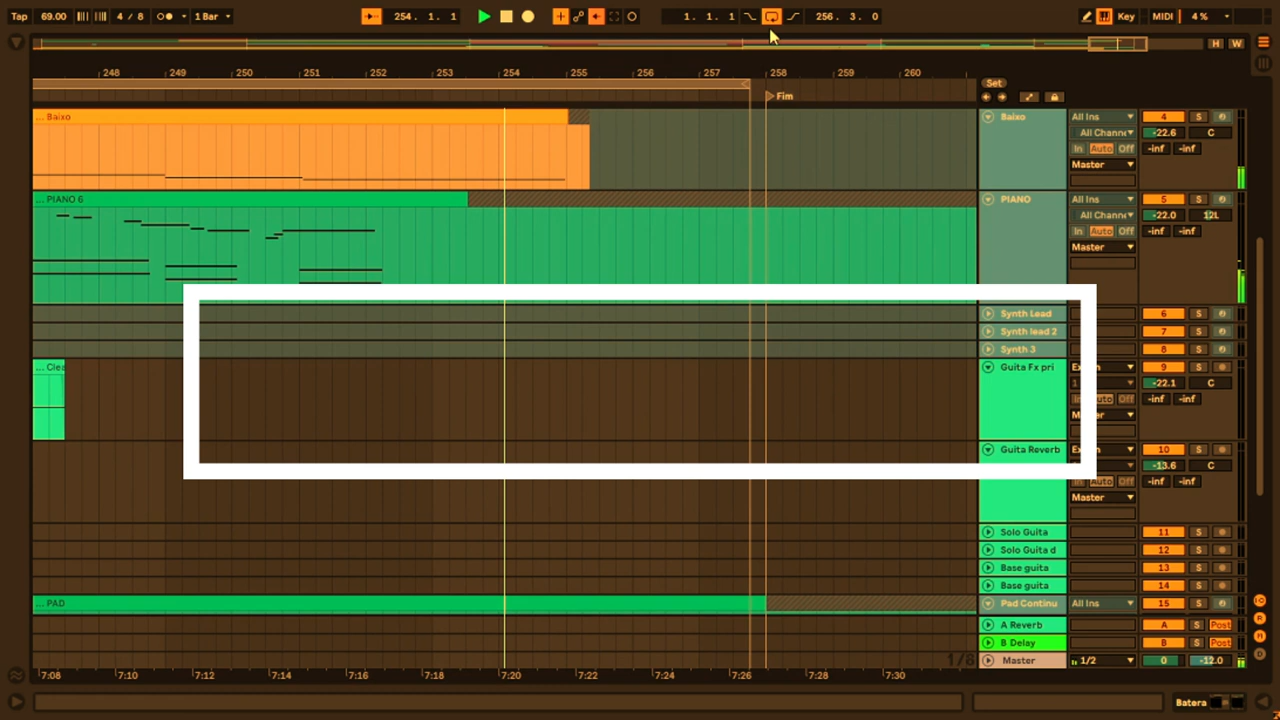 Tap 69.00 4 / 8 1 Bar 254. 1. 1 1. 1. 1 256. 3. 0 Key MIDI 4 %
H W
248 249 250 251 252 253 254 255 256 257 258 259 260
Set
Fim
... Baixo Baixo All Ins 4 S
All Channe -22.6 C
In Auto Off -inf -inf
Master
... PIANO 6 PIANO All Ins 5 S
All Channe -22.0 12L
In Auto Off -inf -inf
Master
Synth Lead 6 S
Synth lead 2 7 S
Synth 3 8 S
... Clea Guita Fx pri 9 S
-22.1 C
Auto Off -inf -inf
Guita Reverb 10 S
-13.6 C
Auto Off -inf -inf
Master
Solo Guita 11 S
Solo Guita d 12 S
Base guita 13 S
Base guita 14 S
... PAD Pad Continu All Ins 15 S
A Reverb A S Post
B Delay B S Post
1/8 Master 1/2 0 -12.0
7:08 7:10 7:12 7:14 7:16 7:18 7:20 7:22 7:24 7:26 7:28 7:30
Batera